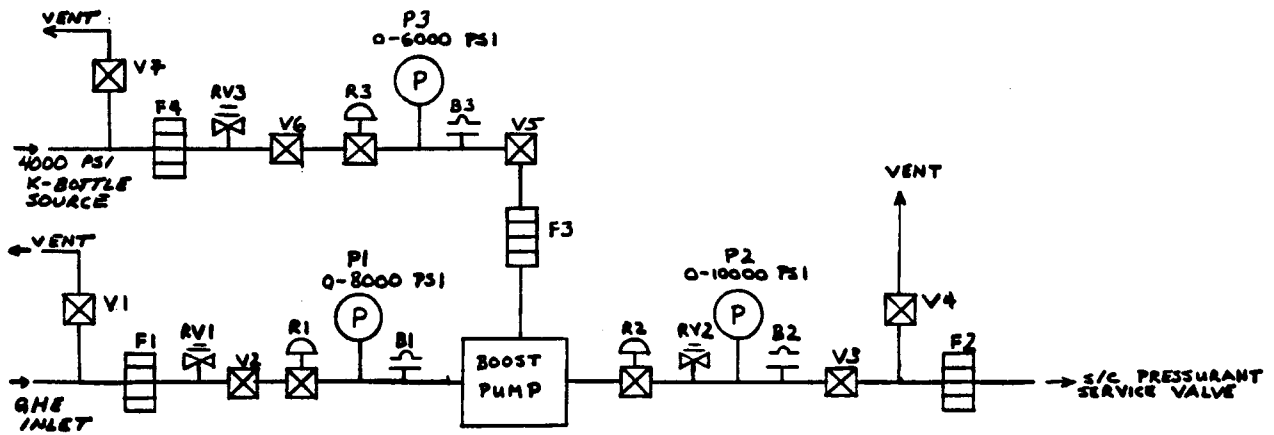 VENT
V7
F4
RV3
V6
R3
P3
0-6000 PSI
P
B3
V5
4000 PSI
K-BOTTLE
SOURCE
F3
VENT
V1
F1
RV1
V2
R1
P1
0-8000 PSI
P
B1
BOOST
PUMP
R2
RV2
P2
0-10000 PSI
P
B2
V3
VENT
V4
F2
GHE
INLET
S/C PRESSURANT
SERVICE VALVE